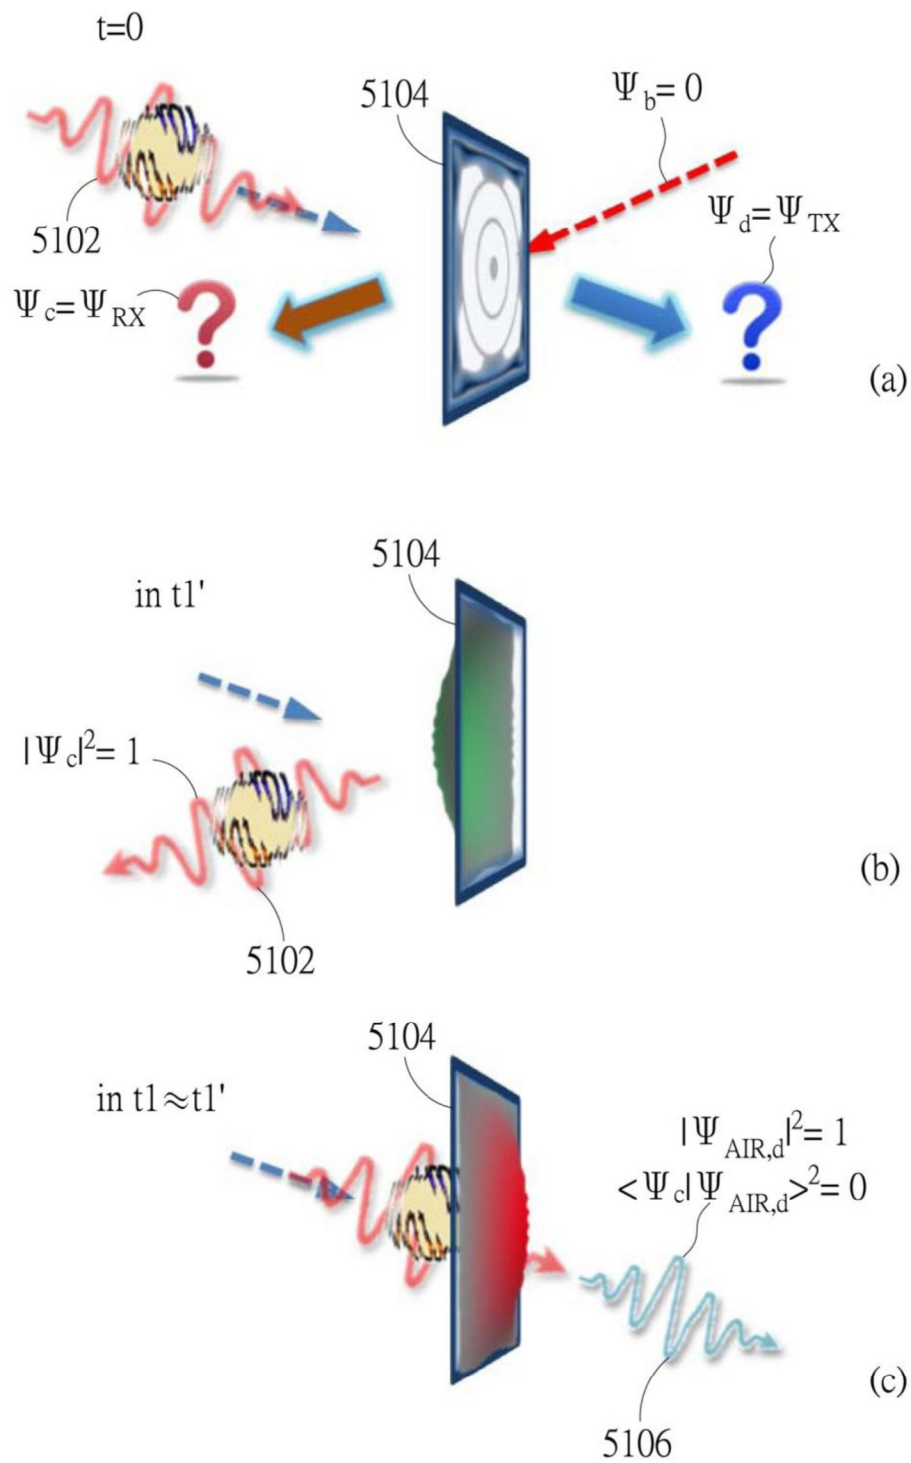 t=0
5104
Ψb= 0
5102
Ψd=ΨTX
Ψc=ΨRX
?
?
(a)
5104
in t1'
|Ψc|²= 1
5102
(b)
5104
in t1≈t1'
|ΨAIR,d|²= 1
<Ψc|ΨAIR,d>²= 0
5106
(c)